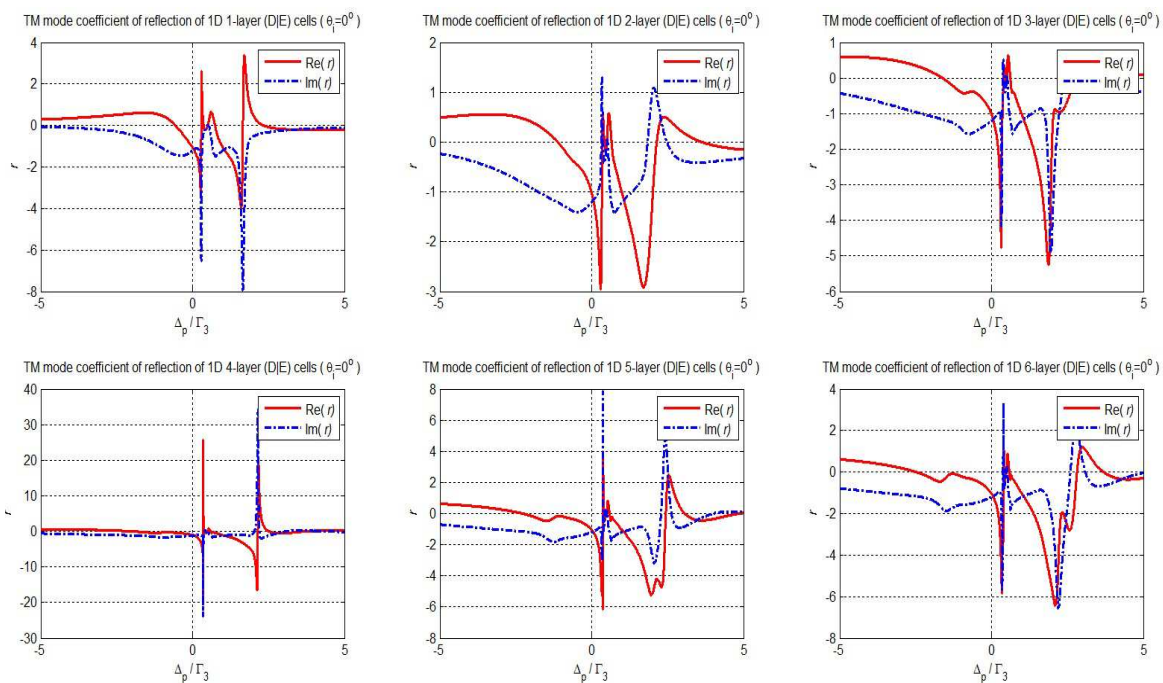 TM mode coefficient of reflection of 1D 1-layer (D|E) cells ( θi=0o )
4
2
0
-2
-4
-6
-8
r
Re( r)
Im( r)
-5
0
5
Δp / Γ3
TM mode coefficient of reflection of 1D 2-layer (D|E) cells ( θi=0o )
2
1
0
-1
-2
-3
r
Re( r)
Im( r)
-5
0
5
Δp / Γ3
TM mode coefficient of reflection of 1D 3-layer (D|E) cells ( θi=0o )
1
0
-1
-2
-3
-4
-5
-6
r
Re( r)
Im( r)
-5
0
5
Δp / Γ3
TM mode coefficient of reflection of 1D 4-layer (D|E) cells ( θi=0o )
40
30
20
10
0
-10
-20
-30
r
Re( r)
Im( r)
-5
0
5
Δp / Γ3
TM mode coefficient of reflection of 1D 5-layer (D|E) cells ( θi=0o )
8
6
4
2
0
-2
-4
-6
-8
r
Re( r)
Im( r)
-5
0
5
Δp / Γ3
TM mode coefficient of reflection of 1D 6-layer (D|E) cells ( θi=0o )
4
2
0
-2
-4
-6
-8
r
Re( r)
Im( r)
-5
0
5
Δp / Γ3